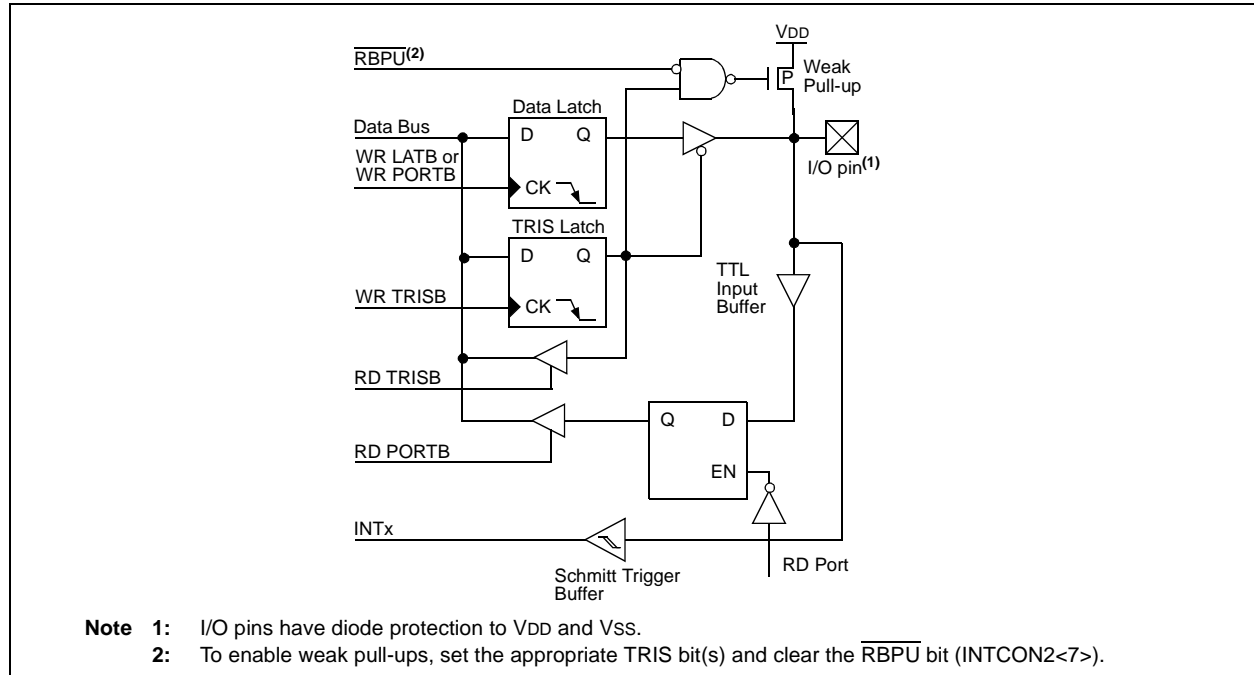 VDD
RBPU(2)
P
Weak
Pull-up
Data Latch
Data Bus
D Q
WR LATB or
WR PORTB
CK
I/O pin(1)
TRIS Latch
D Q
TTL
Input
Buffer
WR TRISB
CK
RD TRISB
Q D
RD PORTB
EN
INTx
RD Port
Schmitt Trigger
Buffer
Note 1: I/O pins have diode protection to VDD and VSS.
2: To enable weak pull-ups, set the appropriate TRIS bit(s) and clear the RBPU bit (INTCON2<7>).